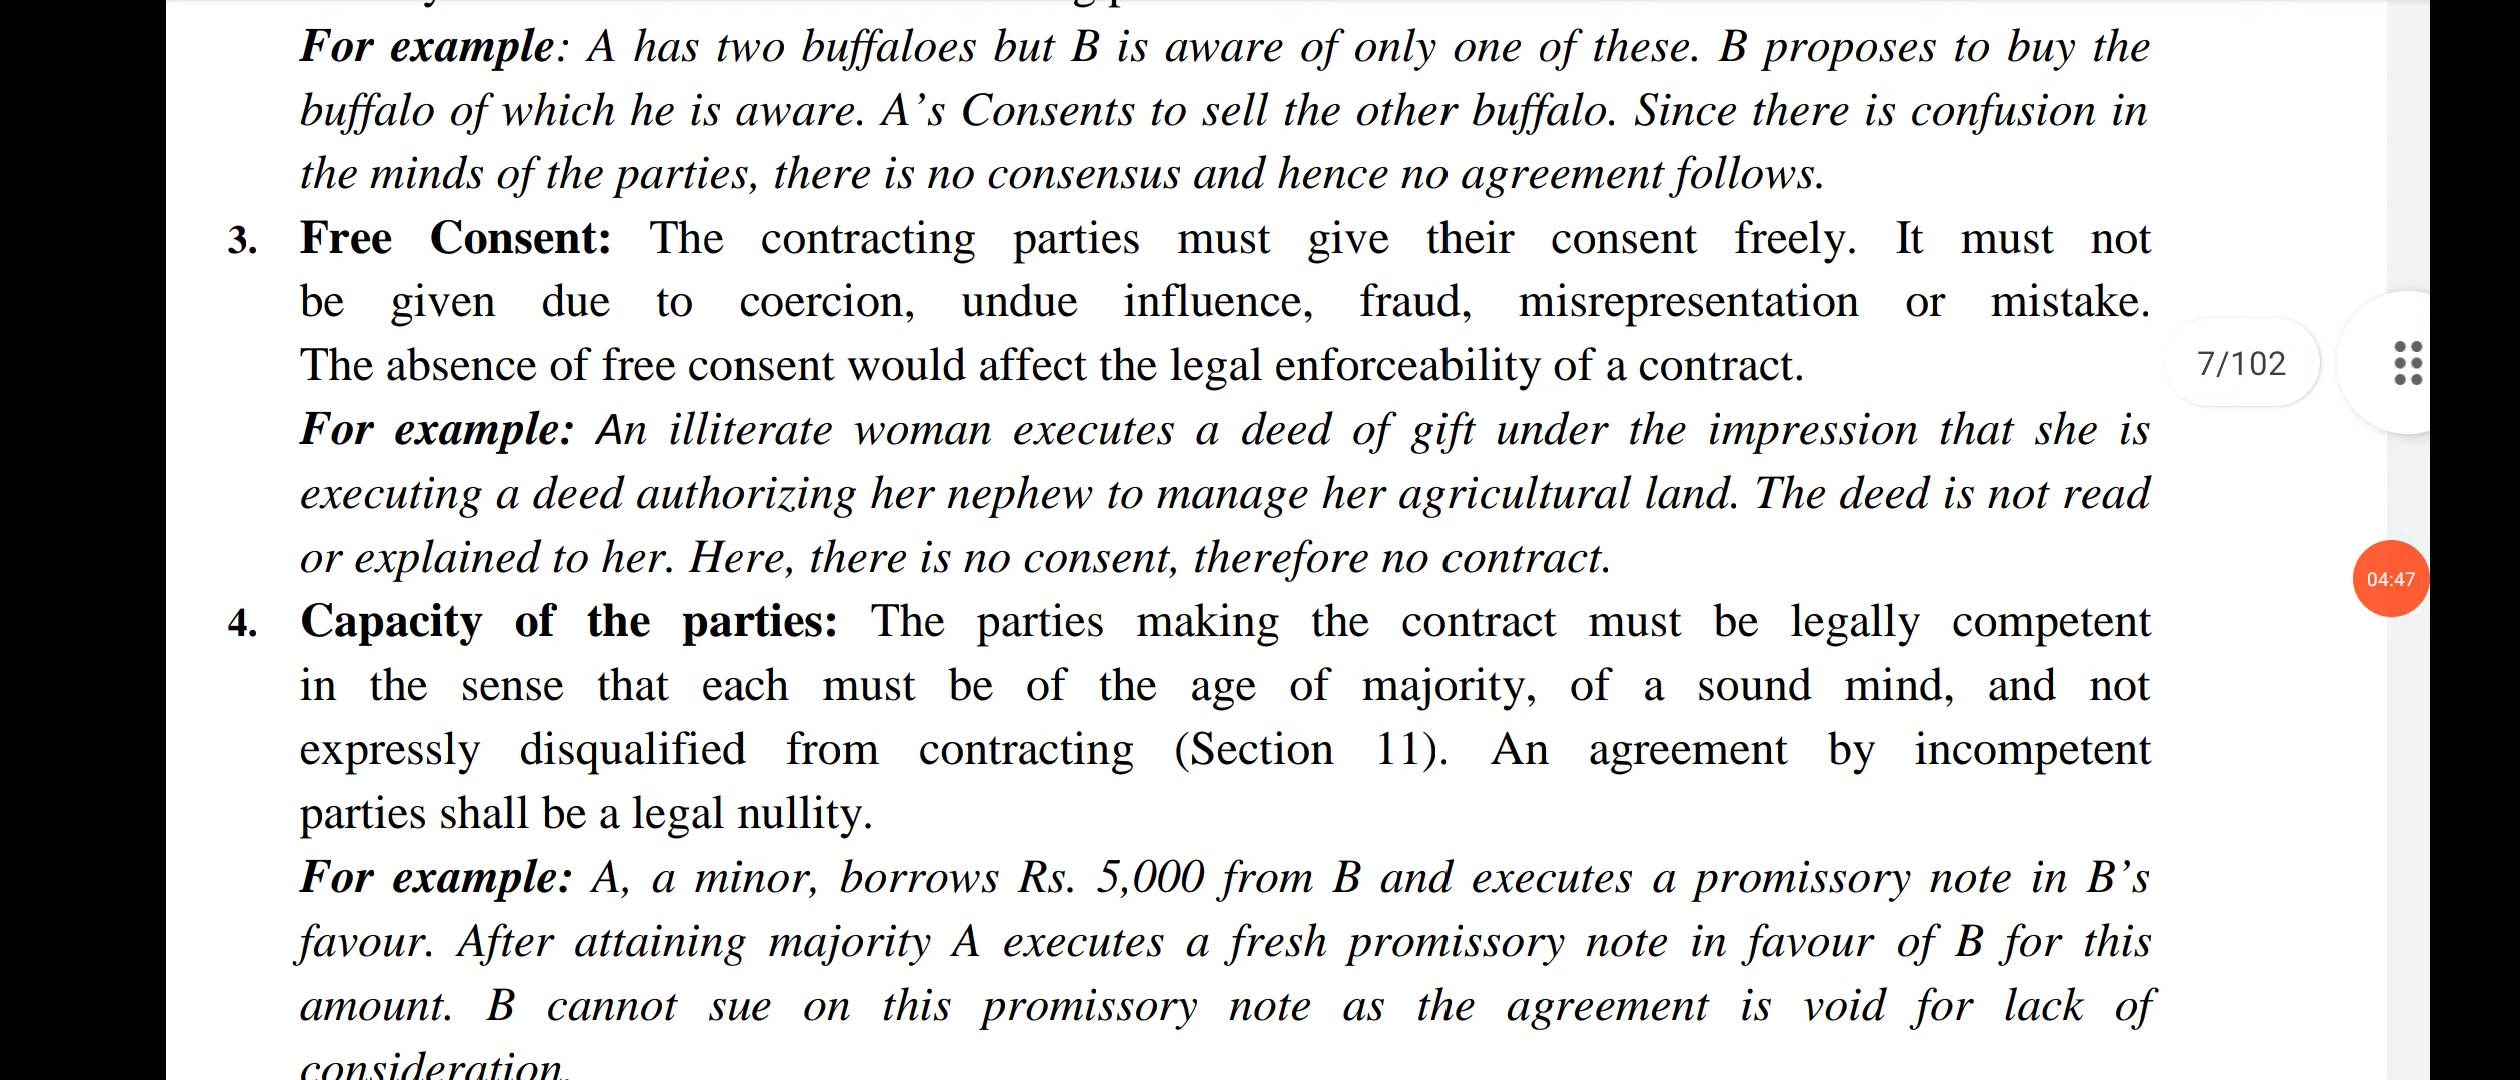 For example: A has two buffaloes but B is aware of only one of these. B proposes to buy the
buffalo of which he is aware. A’s Consents to sell the other buffalo. Since there is confusion in
the minds of the parties, there is no consensus and hence no agreement follows.
3. Free Consent: The contracting parties must give their consent freely. It must not
be given due to coercion, undue influence, fraud, misrepresentation or mistake.
The absence of free consent would affect the legal enforceability of a contract.
7/102
For example: An illiterate woman executes a deed of gift under the impression that she is
executing a deed authorizing her nephew to manage her agricultural land. The deed is not read
or explained to her. Here, there is no consent, therefore no contract.
04:47
4. Capacity of the parties: The parties making the contract must be legally competent
in the sense that each must be of the age of majority, of a sound mind, and not
expressly disqualified from contracting (Section 11). An agreement by incompetent
parties shall be a legal nullity.
For example: A, a minor, borrows Rs. 5,000 from B and executes a promissory note in B’s
favour. After attaining majority A executes a fresh promissory note in favour of B for this
amount. B cannot sue on this promissory note as the agreement is void for lack of
consideration.